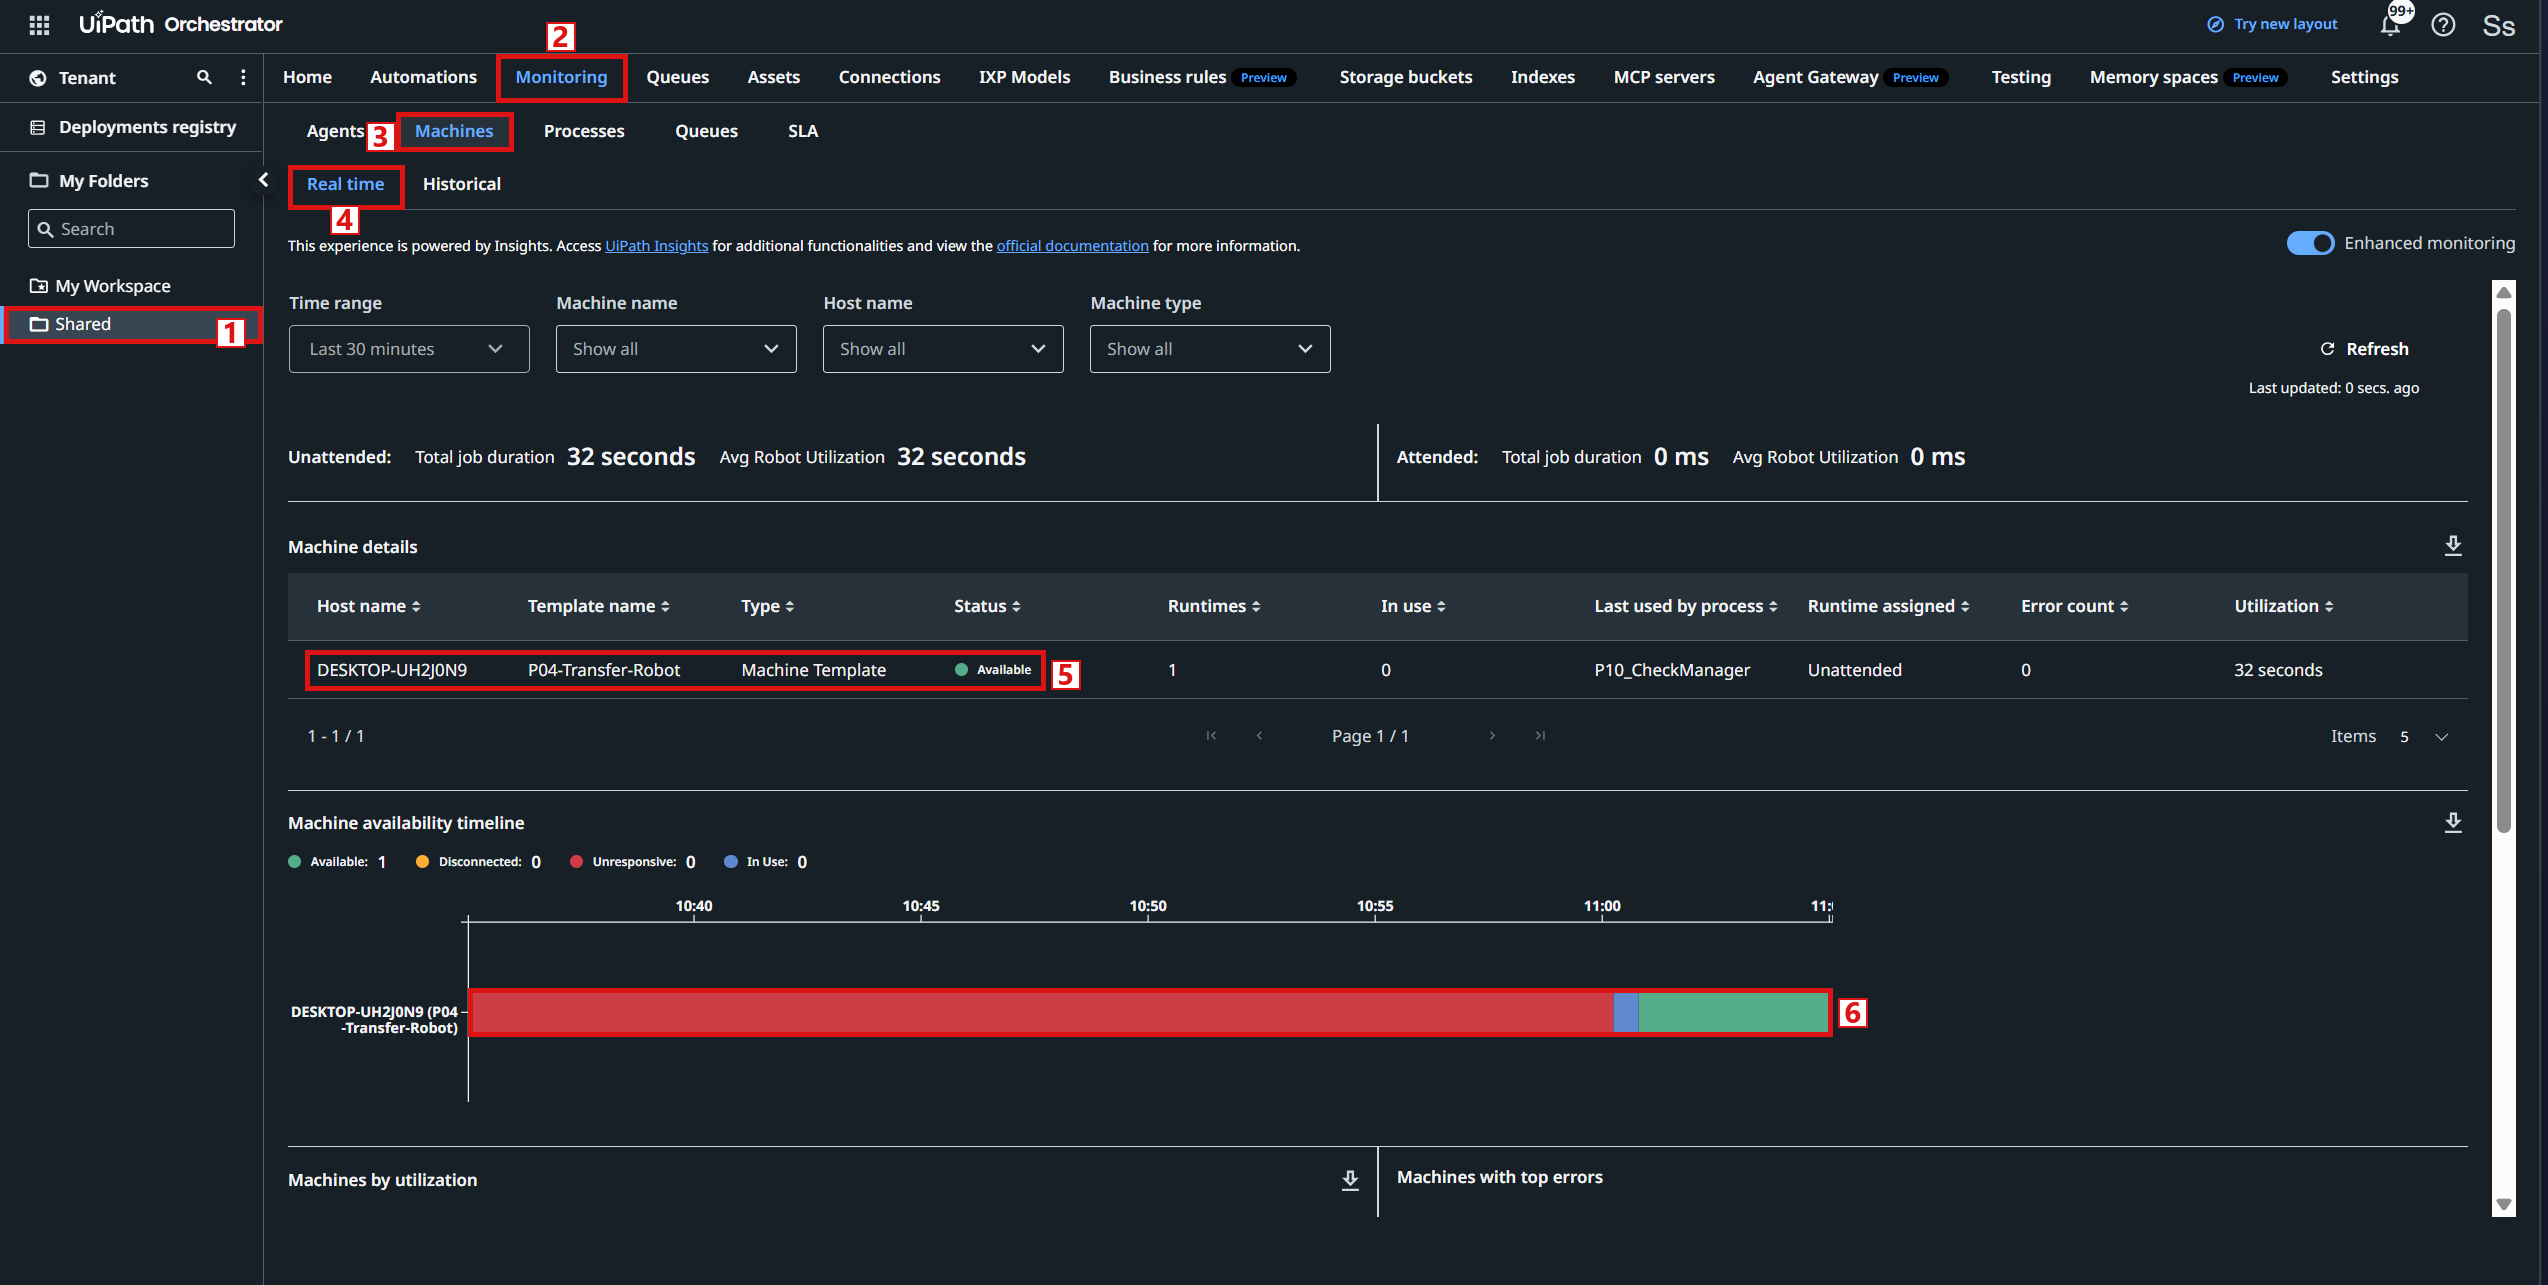 UiPath Orchestrator
Try new layout
99+
Ss
2
Tenant
Home Automations Monitoring Queues Assets Connections IXP Models Business rules Preview Storage buckets Indexes MCP servers Agent Gateway Preview Testing Memory spaces Preview Settings
Deployments registry
Agents 3 Machines Processes Queues SLA
My Folders
Real time Historical
4
Search
This experience is powered by Insights. Access UiPath Insights for additional functionalities and view the official documentation for more information.
Enhanced monitoring
My Workspace
Shared 1
Time range Machine name Host name Machine type
Last 30 minutes Show all Show all Show all
Refresh
Last updated: 0 secs. ago
Unattended: Total job duration 32 seconds Avg Robot Utilization 32 seconds
Attended: Total job duration 0 ms Avg Robot Utilization 0 ms
Machine details
Host name Template name Type Status Runtimes In use Last used by process Runtime assigned Error count Utilization
DESKTOP-UH2J0N9 P04-Transfer-Robot Machine Template Available 5 1 0 P10_CheckManager Unattended 0 32 seconds
1 - 1 / 1 Page 1 / 1 Items 5
Machine availability timeline
Available: 1 Disconnected: 0 Unresponsive: 0 In Use: 0
10:40 10:45 10:50 10:55 11:00 11:
DESKTOP-UH2J0N9 (P04
-Transfer-Robot)
6
Machines by utilization
Machines with top errors